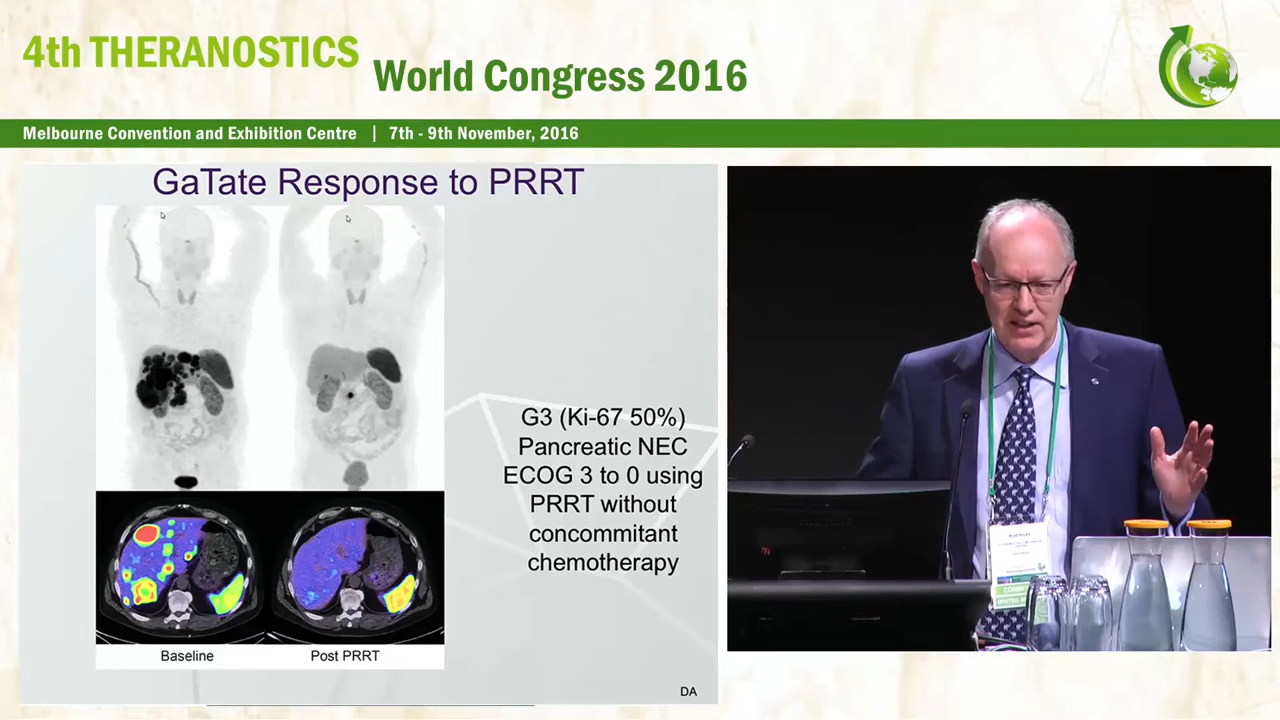 4th THERANOSTICS
World Congress 2016
Melbourne Convention and Exhibition Centre | 7th - 9th November, 2016
GaTate Response to PRRT
G3 (Ki-67 50%)
Pancreatic NEC
ECOG 3 to 0 using
PRRT without
concommitant
chemotherapy
Baseline
Post PRRT
DA